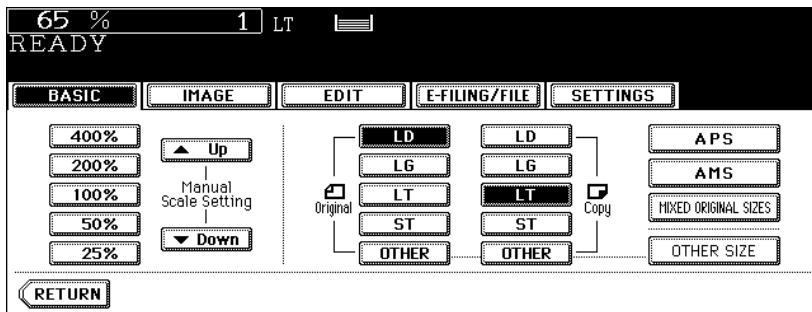 65 % 1 LT
READY
BASIC IMAGE EDIT E-FILING/FILE SETTINGS
400%
200%
100%
50%
25%
▲ Up
Manual
Scale Setting
▼ Down
Original
LD
LG
LT
ST
OTHER
LD
LG
LT
ST
OTHER
Copy
APS
AMS
MIXED ORIGINAL SIZES
OTHER SIZE
RETURN